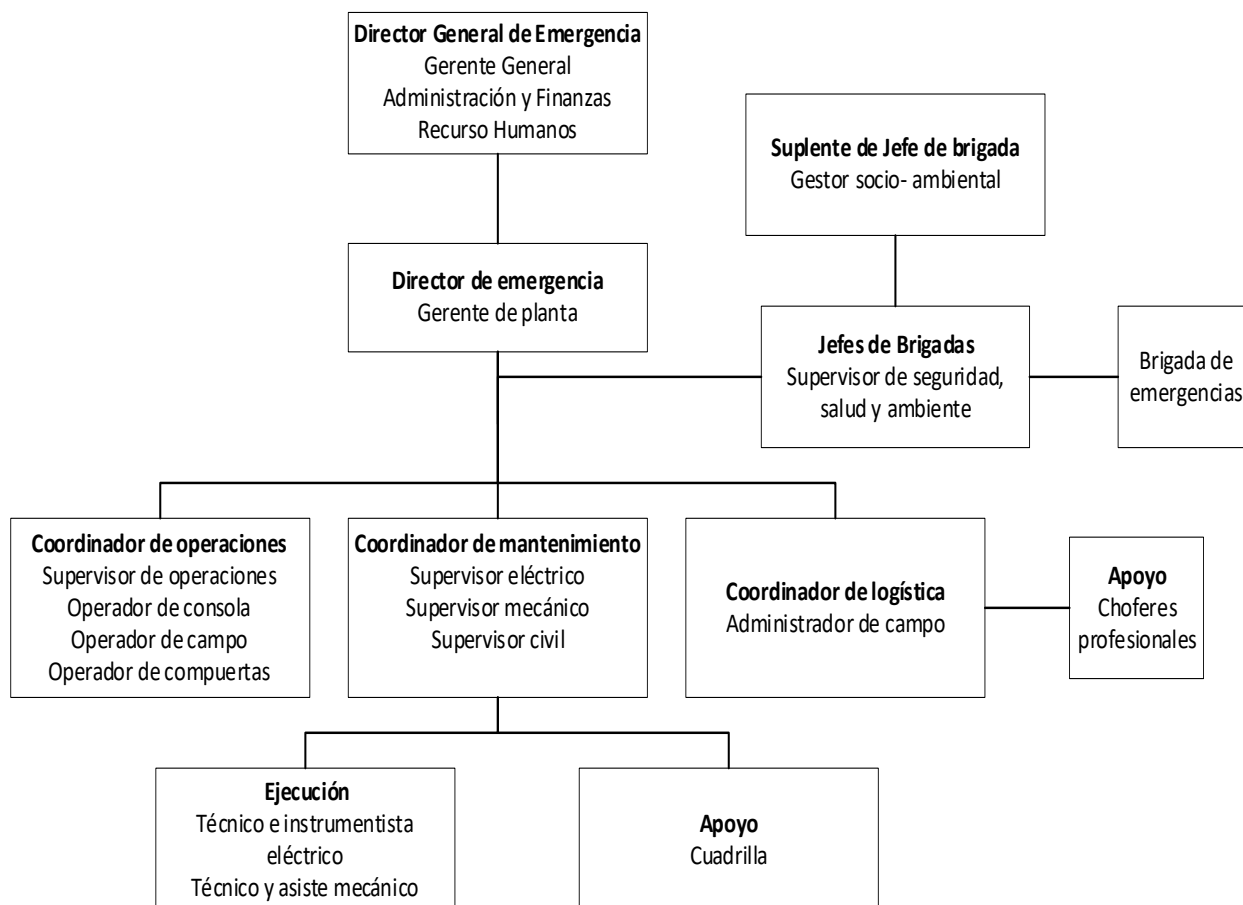 Director General de Emergencia
Gerente General
Administración y Finanzas
Recurso Humanos
Suplente de Jefe de brigada
Gestor socio- ambiental
Director de emergencia
Gerente de planta
Jefes de Brigadas
Supervisor de seguridad,
salud y ambiente
Brigada de
emergencias
Coordinador de operaciones
Supervisor de operaciones
Operador de consola
Operador de campo
Operador de compuertas
Coordinador de mantenimiento
Supervisor eléctrico
Supervisor mecánico
Supervisor civil
Coordinador de logística
Administrador de campo
Apoyo
Choferes
profesionales
Ejecución
Técnico e instrumentista
eléctrico
Técnico y asiste mecánico
Apoyo
Cuadrilla